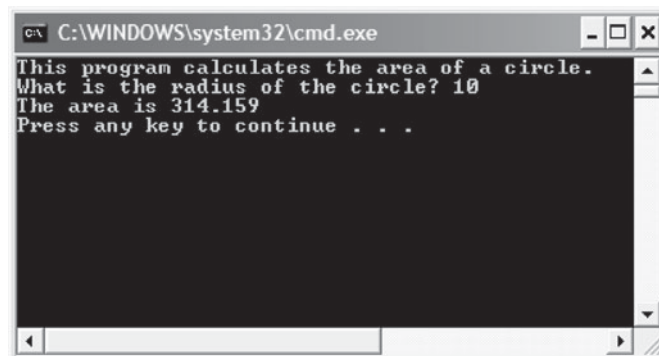 C:\WINDOWS\system32\cmd.exe
This program calculates the area of a circle.
What is the radius of the circle? 10
The area is 314.159
Press any key to continue . . .